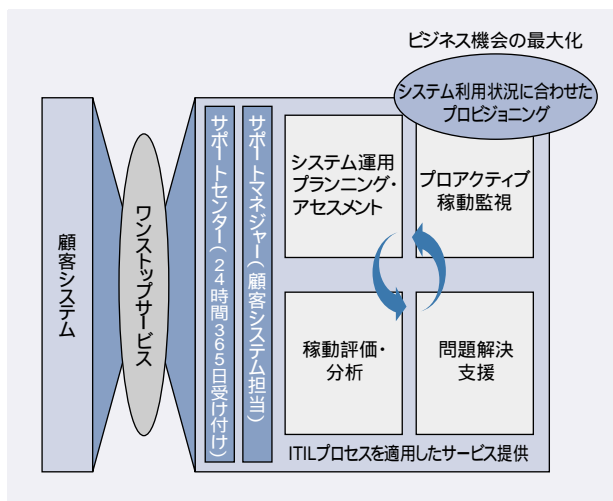 ビジネス機会の最大化
システム利用状況に合わせた
プロビジョニング
顧客システム
ワンストップサービス
サポートセンター(24時間365日受け付け)
サポートマネジャー(顧客システム担当)
システム運用
プランニング・
アセスメント
プロアクティブ
稼動監視
稼動評価・
分析
問題解決
支援
ITILプロセスを適用したサービス提供